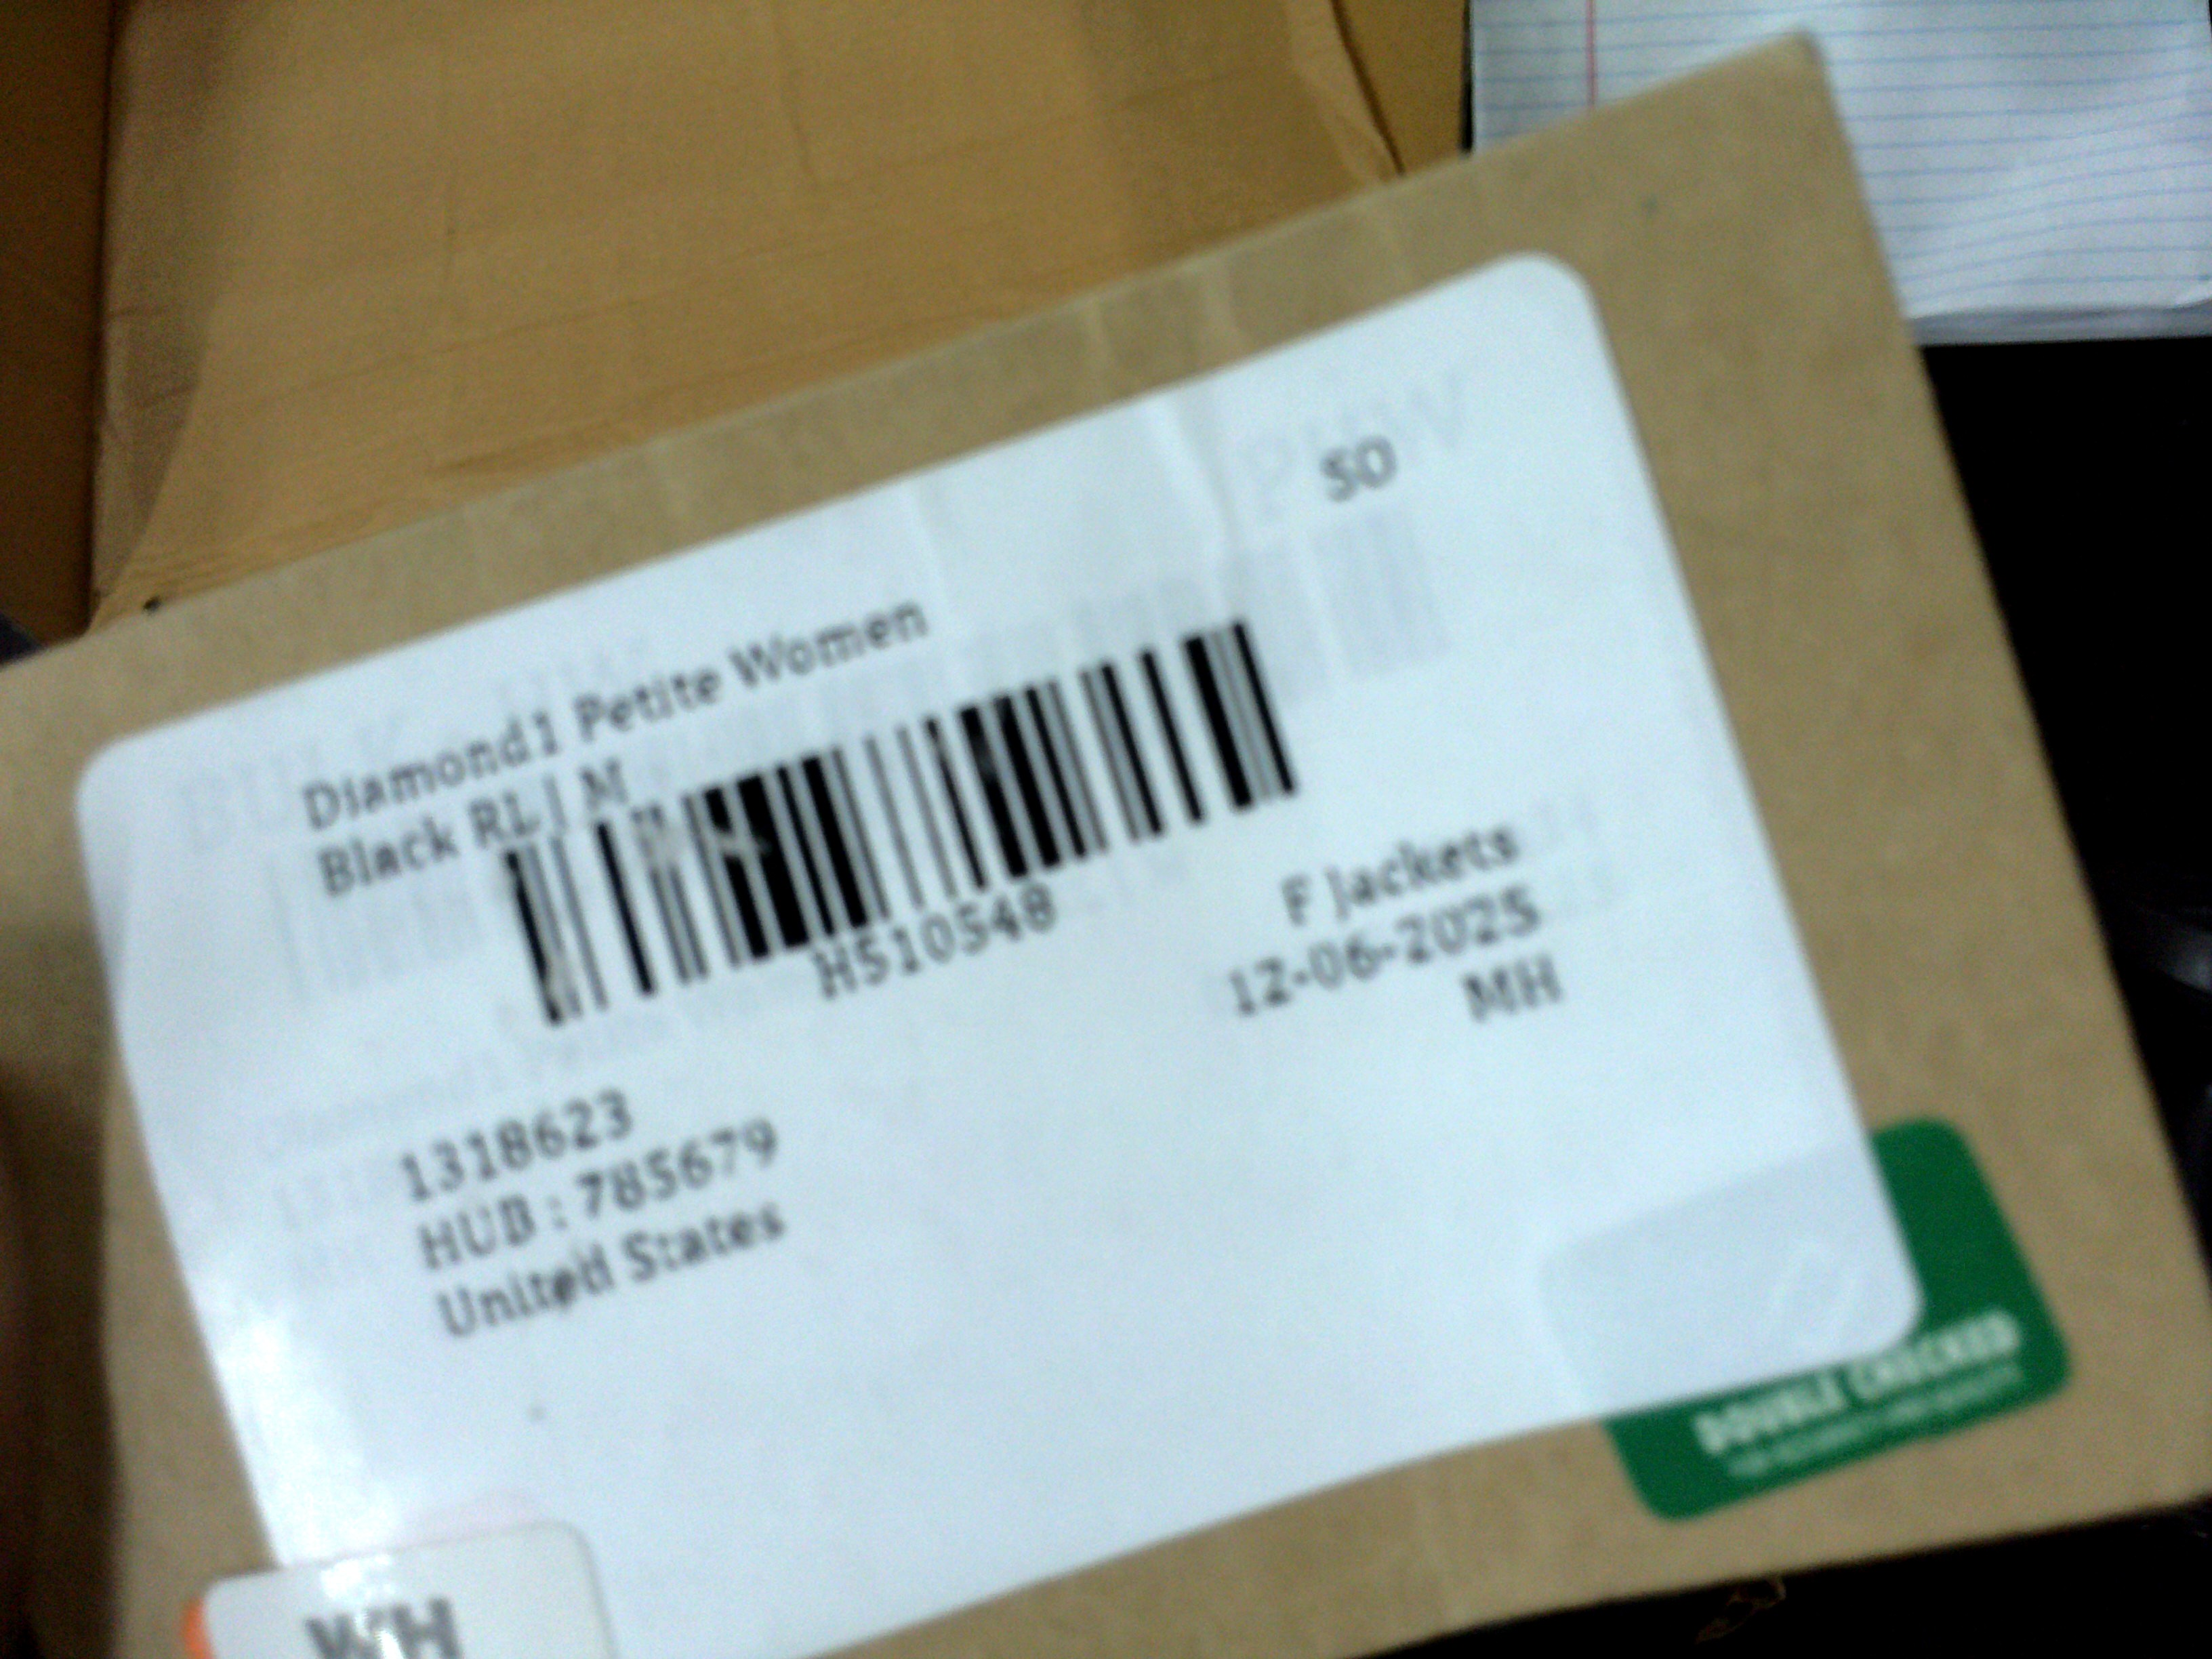 SO
Diamond1 Petite Women
Black RL | M
H510548
F Jackets
12-06-2025
MH
1318623
HUB : 785679
United States
DOUBLE CHECKED
WH